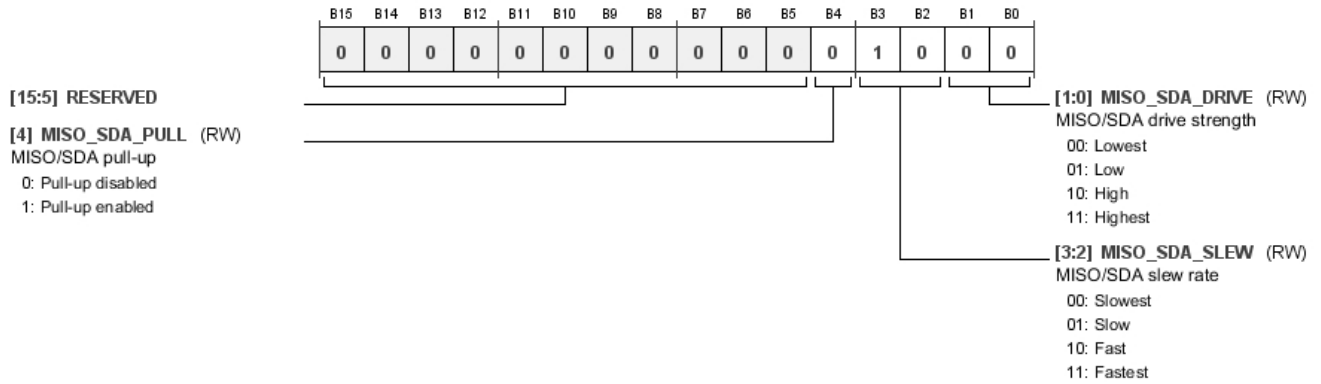 B15 B14 B13 B12 B11 B10 B9 B8 B7 B6 B5 B4 B3 B2 B1 B0
0 0 0 0 0 0 0 0 0 0 0 0 1 0 0 0
[15:5] RESERVED
[4] MISO_SDA_PULL (RW)
MISO/SDA pull-up
0: Pull-up disabled
1: Pull-up enabled
[1:0] MISO_SDA_DRIVE (RW)
MISO/SDA drive strength
00: Lowest
01: Low
10: High
11: Highest
[3:2] MISO_SDA_SLEW (RW)
MISO/SDA slew rate
00: Slowest
01: Slow
10: Fast
11: Fastest